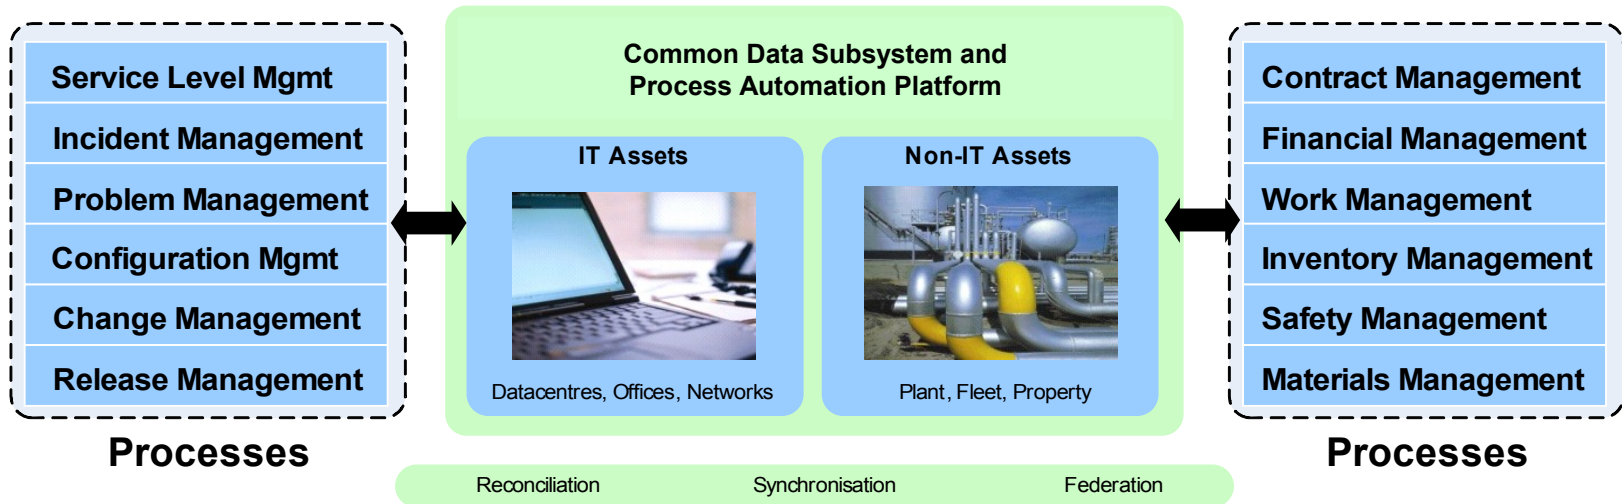 Service Level Mgmt
Incident Management
Problem Management
Configuration Mgmt
Change Management
Release Management
Processes
Common Data Subsystem and
Process Automation Platform
IT Assets
Datacentres, Offices, Networks
Non-IT Assets
Plant, Fleet, Property
Contract Management
Financial Management
Work Management
Inventory Management
Safety Management
Materials Management
Processes
Reconciliation
Synchronisation
Federation